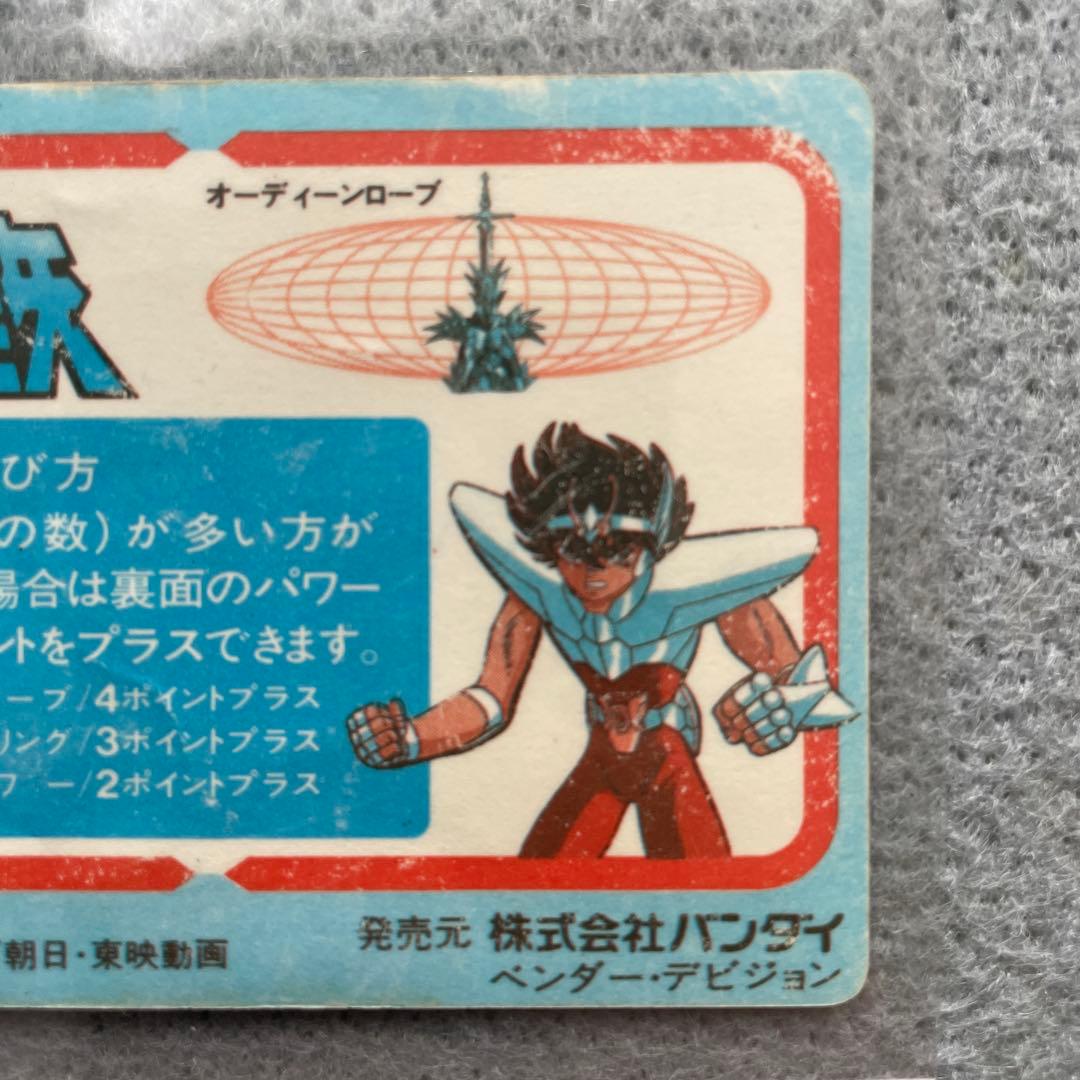 オーディーンローブ
矢
び方
の数)が多い方が
場合は裏面のパワー
ントをプラスできます。
ーブ/4ポイントプラス
リング/3ポイントプラス
ワー/2ポイントプラス
朝日・東映動画
発売元 株式会社バンダイ
ベンダー・デビジョン